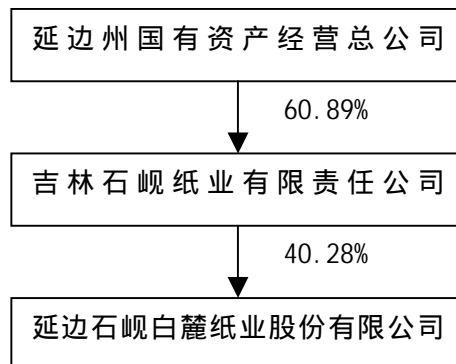 延边州国有资产经营总公司
60.89%
吉林石岘纸业有限责任公司
40.28%
延边石岘白麓纸业股份有限公司